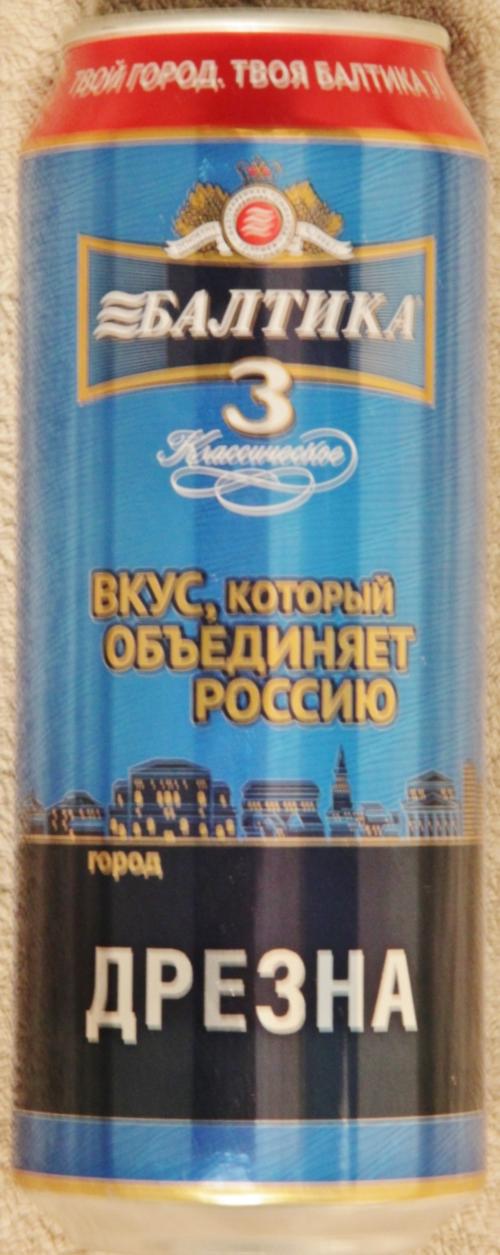 ТВОЙ ГОРОД. ТВОЯ БАЛТИКА 3!
БАЛТИКА
3
Классическое
ВКУС, КОТОРЫЙ
ОБЪЕДИНЯЕТ
РОССИЮ
город
ДРЕЗНА